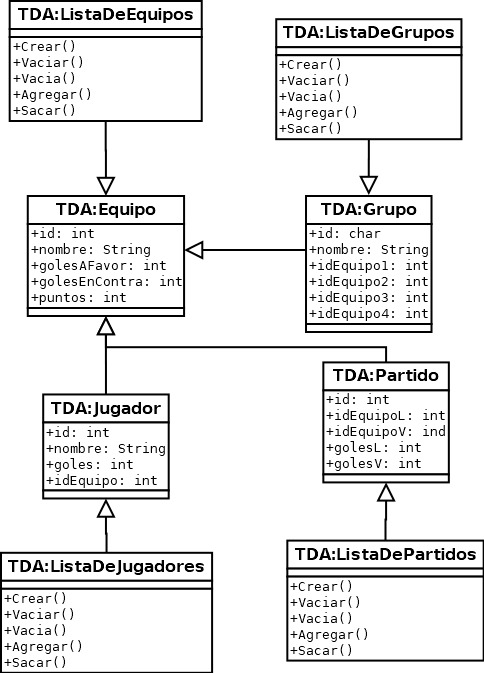 TDA:ListaDeEquipos
+Crear()
+Vaciar()
+Vacia()
+Agregar()
+Sacar()
TDA:ListaDeGrupos
+Crear()
+Vaciar()
+Vacia()
+Agregar()
+Sacar()
TDA:Equipo
+id: int
+nombre: String
+golesAFavor: int
+golesEnContra: int
+puntos: int
TDA:Grupo
+id: char
+nombre: String
+idEquipo1: int
+idEquipo2: int
+idEquipo3: int
+idEquipo4: int
TDA:Jugador
+id: int
+nombre: String
+goles: int
+idEquipo: int
TDA:Partido
+id: int
+idEquipoL: int
+idEquipoV: ind
+golesL: int
+golesV: int
TDA:ListaDeJugadores
+Crear()
+Vaciar()
+Vacia()
+Agregar()
+Sacar()
TDA:ListaDePartidos
+Crear()
+Vaciar()
+Vacia()
+Agregar()
+Sacar()